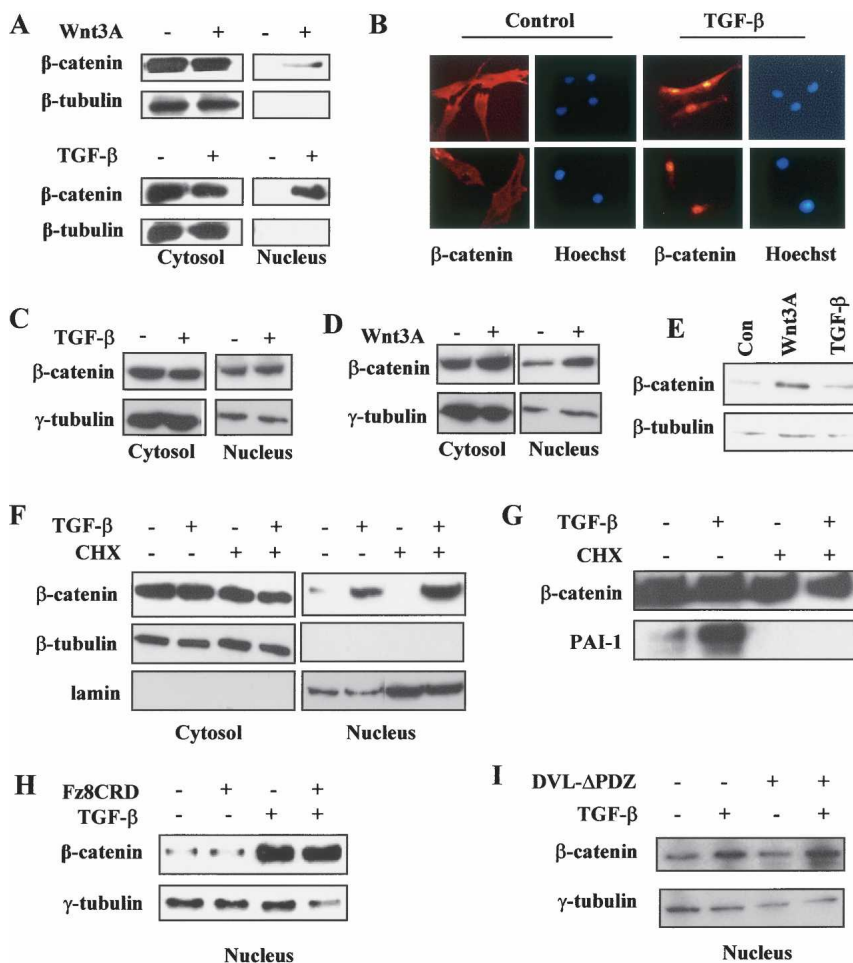 A
Wnt3A - + - +
β-catenin
β-tubulin
TGF-β - + - +
β-catenin
β-tubulin
Cytosol Nucleus
B
Control TGF-β
β-catenin Hoechst β-catenin Hoechst
C
TGF-β - + - +
β-catenin
γ-tubulin
Cytosol Nucleus
D
Wnt3A - + - +
β-catenin
γ-tubulin
Cytosol Nucleus
E
Con Wnt3A TGF-β
β-catenin
β-tubulin
F
TGF-β - + - + - + - +
CHX - - + + - - + +
β-catenin
β-tubulin
lamin
Cytosol Nucleus
G
TGF-β - + - +
CHX - - + +
β-catenin
PAI-1
H
Fz8CRD - + - +
TGF-β - - + +
β-catenin
γ-tubulin
Nucleus
I
DVL-ΔPDZ - - + +
TGF-β - + - +
β-catenin
γ-tubulin
Nucleus